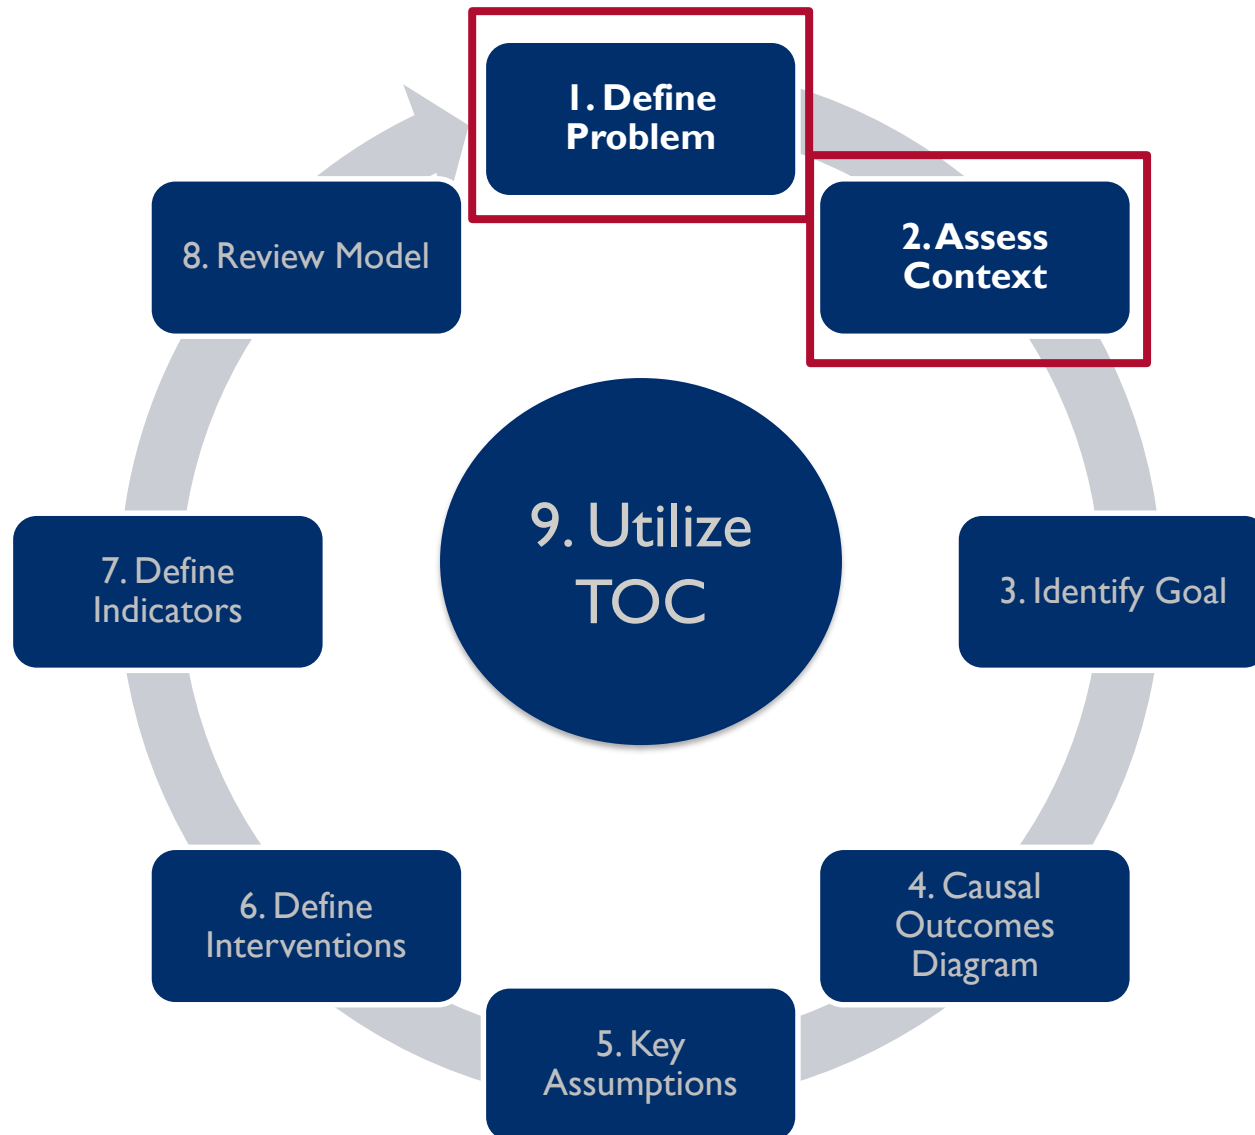 1. Define
Problem
2. Assess
Context
3. Identify Goal
4. Causal
Outcomes
Diagram
5. Key
Assumptions
6. Define
Interventions
7. Define
Indicators
8. Review Model
9. Utilize
TOC